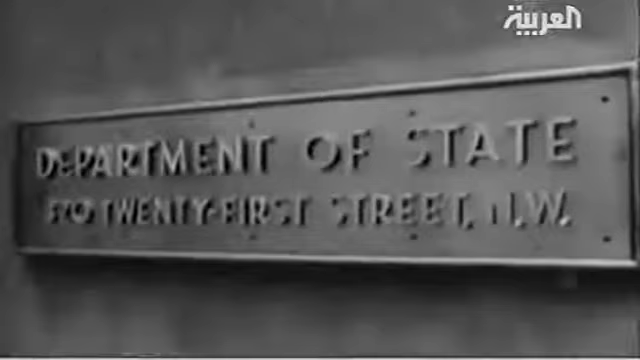 العربية
DEPARTMENT OF STATE
TWENTY-FIRST STREET, N.W.